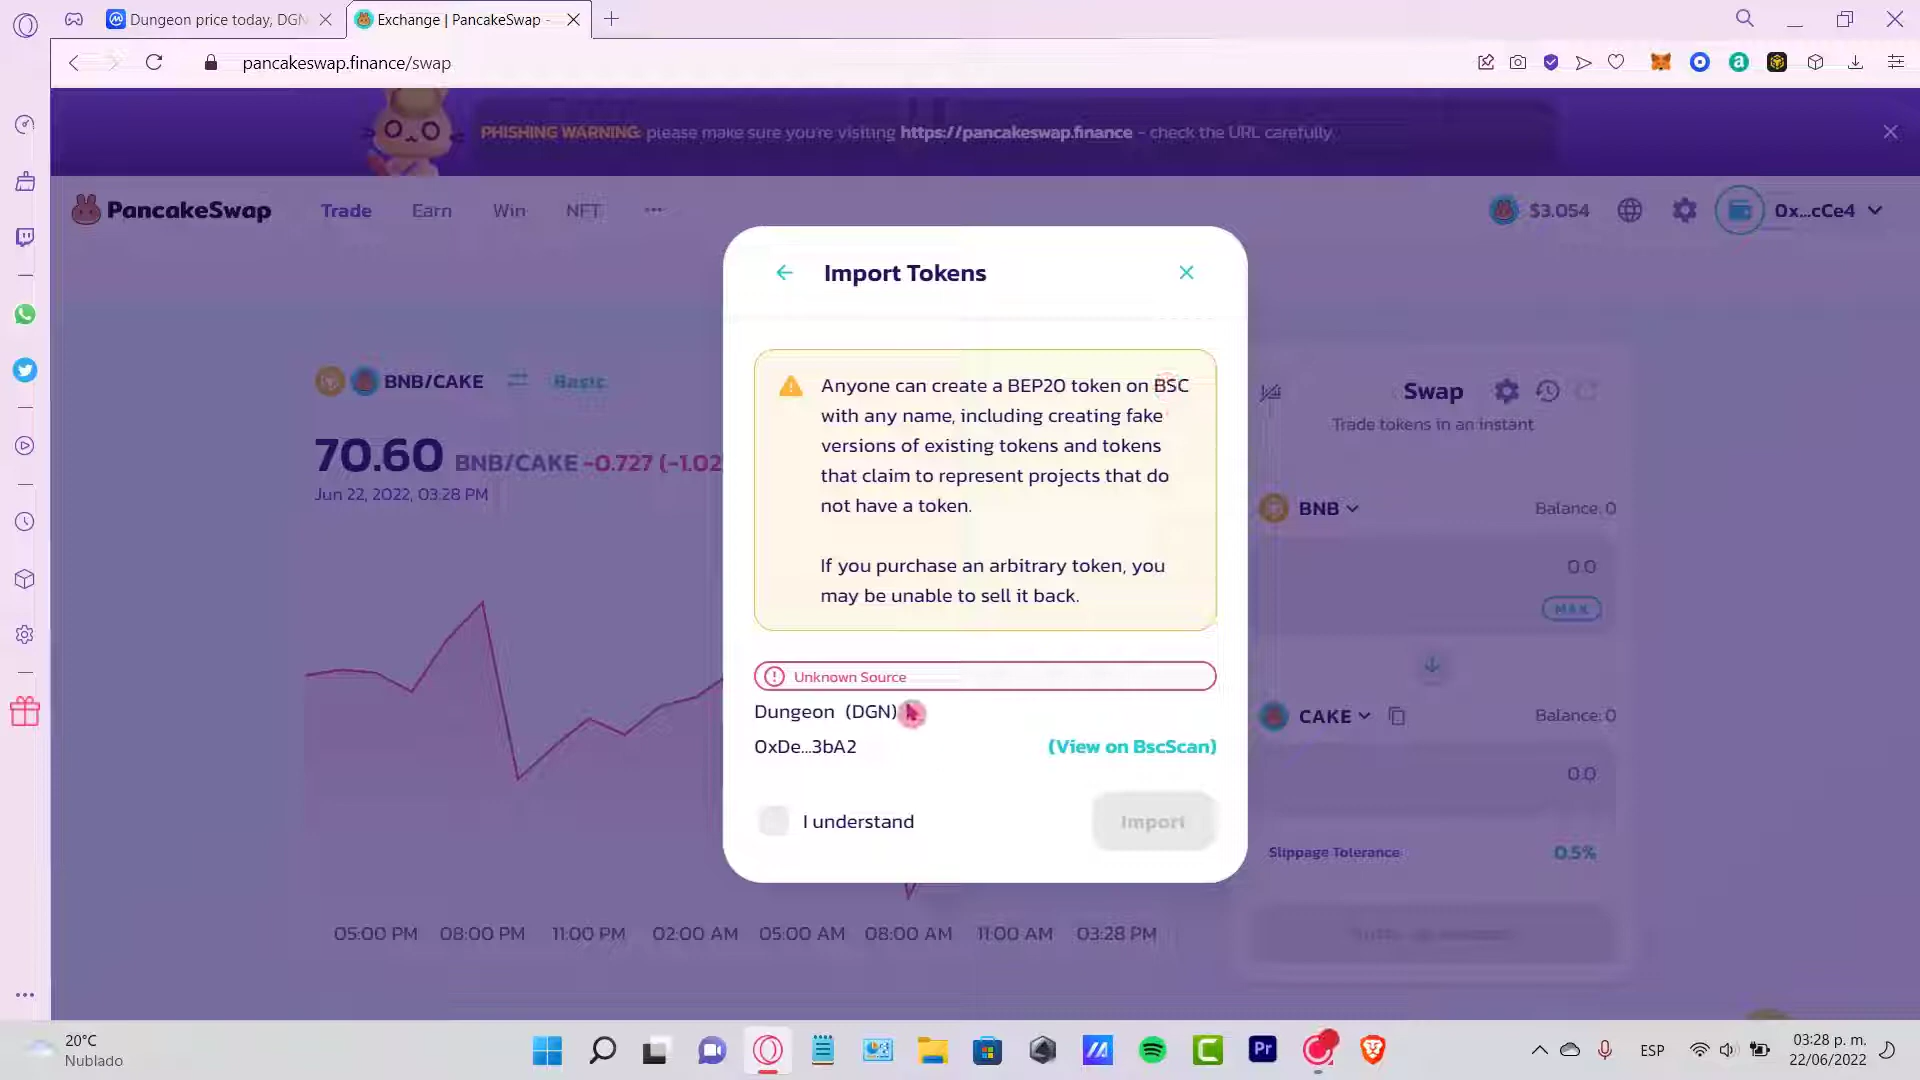 Dungeon price today, DGN
Exchange | PancakeSwap -
pancakeswap.finance/swap
PHISHING WARNING: please make sure you're visiting https://pancakeswap.finance - check the URL carefully.
PancakeSwap
Trade
Earn
Win
NFT
$3.054
0x...cCe4
Import Tokens
Anyone can create a BEP20 token on BSC
with any name, including creating fake
versions of existing tokens and tokens
that claim to represent projects that do
not have a token.
If you purchase an arbitrary token, you
may be unable to sell it back.
Unknown Source
Dungeon (DGN)
0xDe...3bA2
(View on BscScan)
I understand
Import
BNB/CAKE
Basic
70.60 BNB/CAKE -0.727 (-1.02
Jun 22, 2022, 03:28 PM
05:00 PM 08:00 PM 11:00 PM 02:00 AM 05:00 AM 08:00 AM 11:00 AM 03:28 PM
Swap
Trade tokens in an instant
BNB
Balance: 0
0.0
MAX
CAKE
Balance: 0
0.0
Slippage Tolerance
0.5%
20°C
Nublado
Pr
ESP
03:28 p. m.
22/06/2022